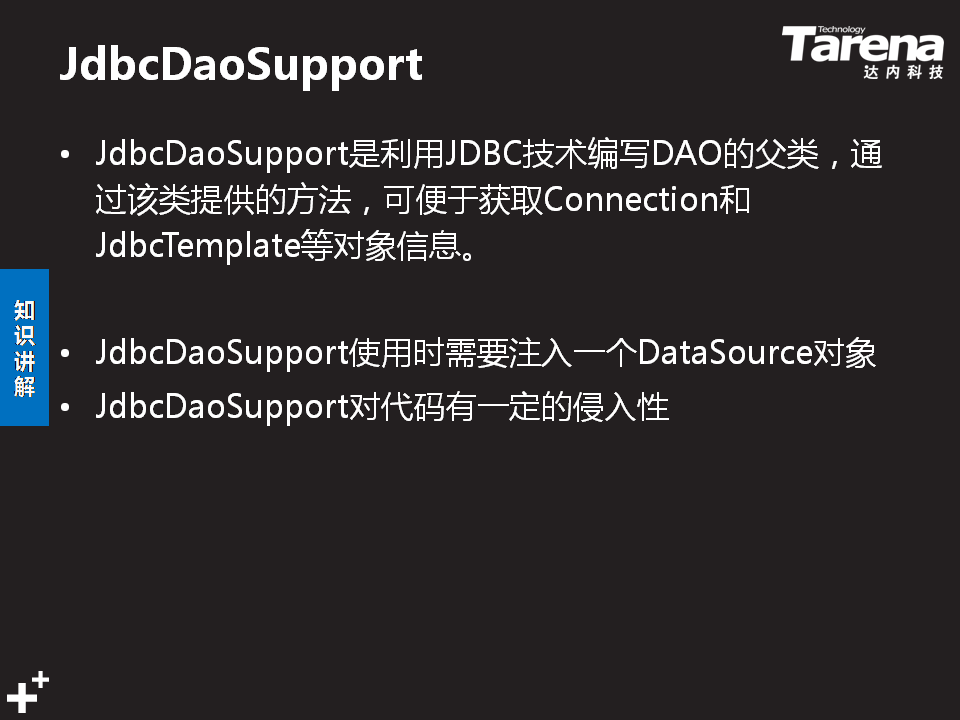 JdbcDaoSupport
Technology
Tarena
达内科技
• JdbcDaoSupport是利用JDBC技术编写DAO的父类，通
过该类提供的方法，可便于获取Connection和
JdbcTemplate等对象信息。
知识讲解
• JdbcDaoSupport使用时需要注入一个DataSource对象
• JdbcDaoSupport对代码有一定的侵入性